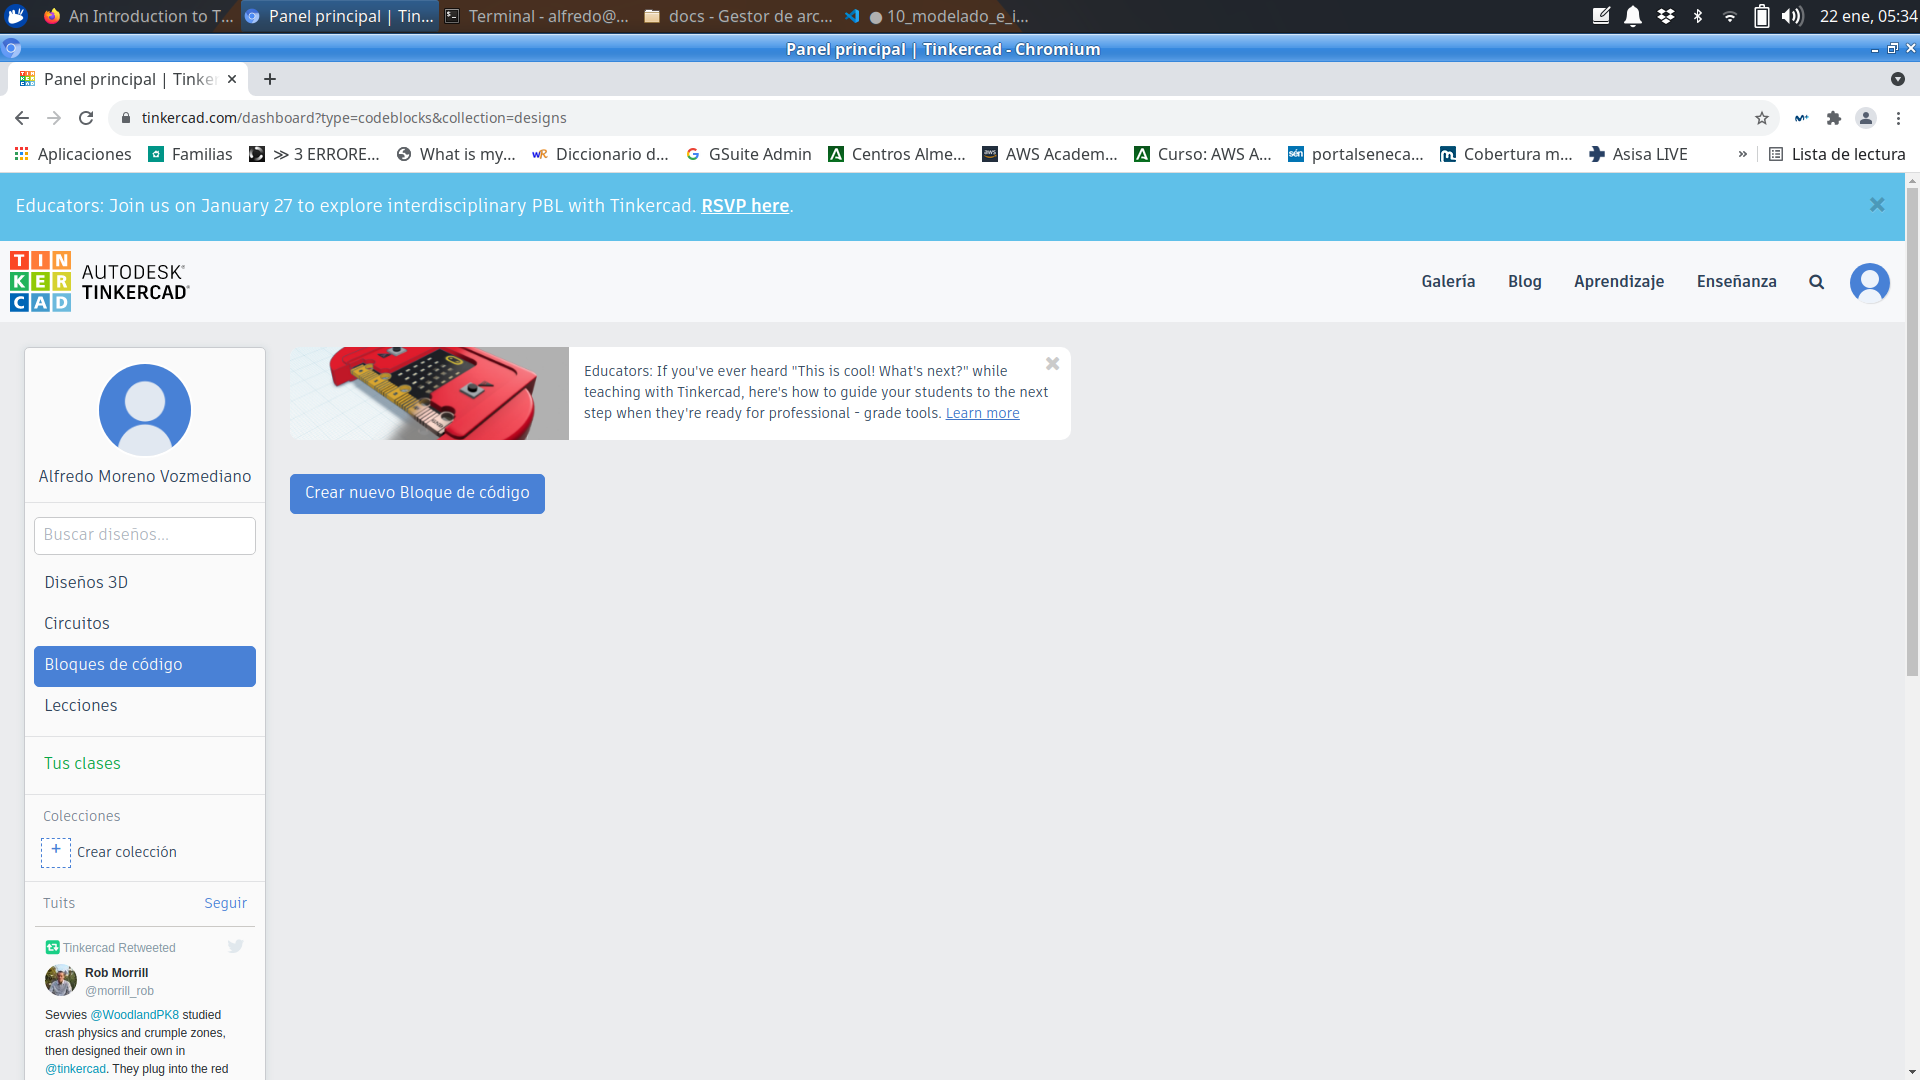 An Introduction to T...
Panel principal | Tin...
Terminal - alfredo@...
docs - Gestor de arc...
10_modelado_e_i...
22 ene, 05:34
Panel principal | Tinkercad - Chromium
Panel principal | Tinker
tinkercad.com/dashboard?type=codeblocks&collection=designs
Aplicaciones
Familias
≫ 3 ERRORE...
What is my...
Diccionario d...
GSuite Admin
Centros Alme...
AWS Academ...
Curso: AWS A...
portalseneca...
Cobertura m...
Asisa LIVE
»
Lista de lectura
Educators: Join us on January 27 to explore interdisciplinary PBL with Tinkercad. RSVP here.
TIN
KER
CAD
AUTODESK®
TINKERCAD®
Galería
Blog
Aprendizaje
Enseñanza
Alfredo Moreno Vozmediano
Buscar diseños...
Diseños 3D
Circuitos
Bloques de código
Lecciones
Tus clases
Colecciones
+ Crear colección
Tuits
Seguir
Tinkercad Retweeted
Rob Morrill
@morrill_rob
Sevvies @WoodlandPK8 studied
crash physics and crumple zones,
then designed their own in
@tinkercad. They plug into the red
Educators: If you've ever heard "This is cool! What's next?" while
teaching with Tinkercad, here's how to guide your students to the next
step when they're ready for professional - grade tools. Learn more
Crear nuevo Bloque de código